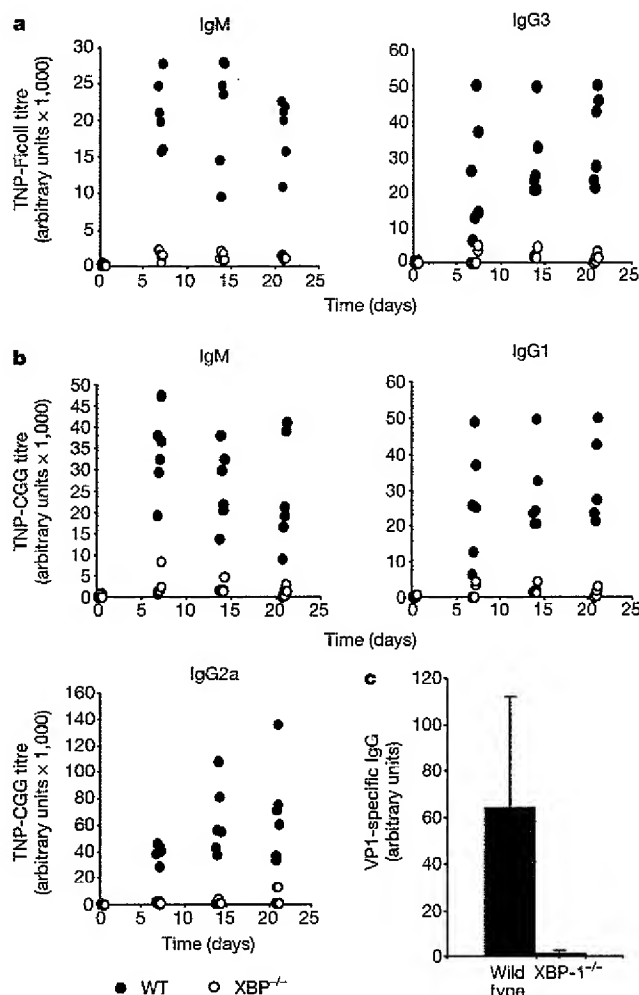 a
IgM
IgG3
TNP-Ficoll titre
(arbitrary units × 1,000)
30
25
20
15
10
5
0
0 5 10 15 20 25
60
50
40
30
20
10
0
0 5 10 15 20 25
Time (days)
b
IgM
IgG1
TNP-CGG titre
(arbitrary units × 1,000)
50
45
40
35
30
25
20
15
10
5
0
0 5 10 15 20 25
60
50
40
30
20
10
0
0 5 10 15 20 25
Time (days)
IgG2a
TNP-CGG titre
(arbitrary units × 1,000)
160
140
120
100
80
60
40
20
0
0 5 10 15 20 25
Time (days)
WT XBP⁻/⁻
c
VP1-specific IgG
(arbitrary units)
120
100
80
60
40
20
0
Wild XBP-1⁻/⁻
type